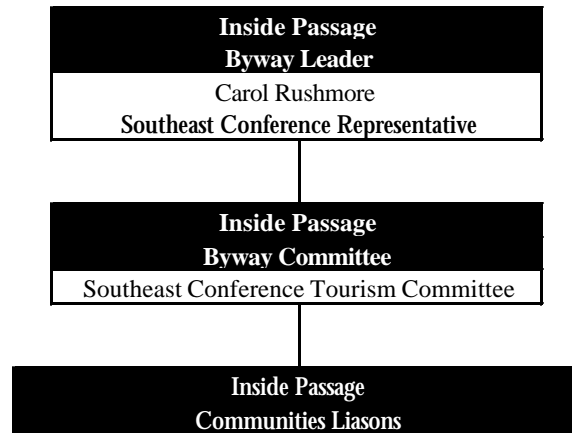 Inside Passage
Byway Leader
Carol Rushmore
Southeast Conference Representative
Inside Passage
Byway Committee
Southeast Conference Tourism Committee
Inside Passage
Communities Liasons